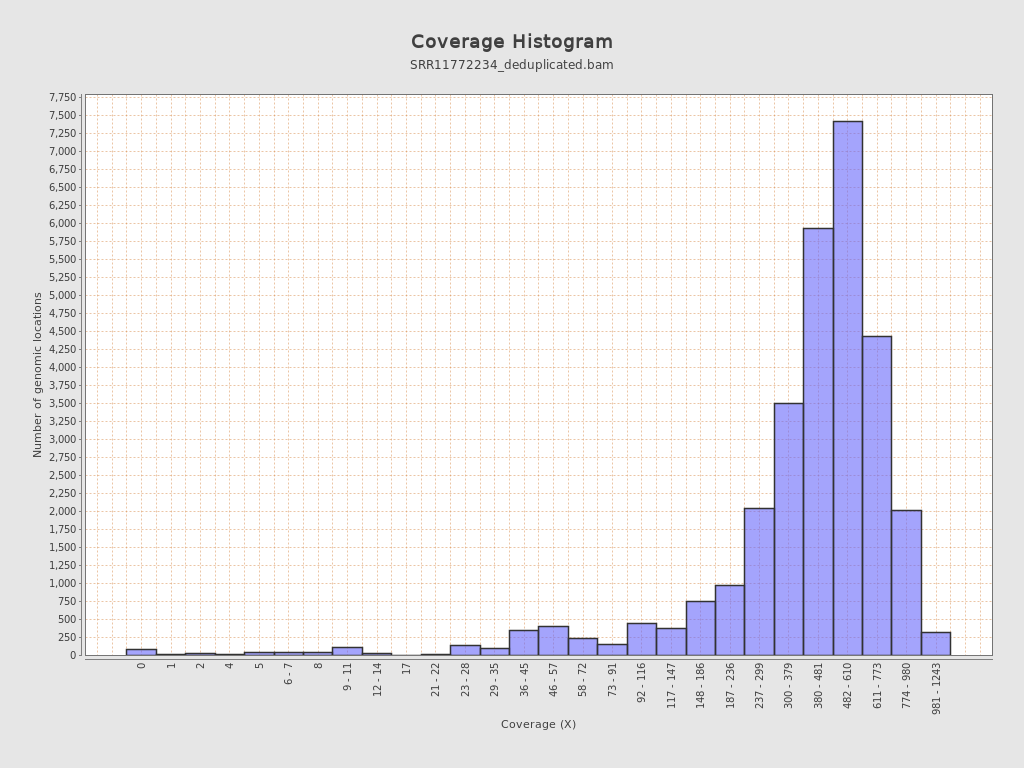 Coverage Histogram
SRR11772234_deduplicated.bam
7,750
7,500
7,250
7,000
6,750
6,500
6,250
6,000
5,750
5,500
5,250
5,000
4,750
4,500
4,250
4,000
3,750
3,500
3,250
3,000
2,750
2,500
2,250
2,000
1,750
1,500
1,250
1,000
750
500
250
0
Number of genomic locations
0
1
2
4
5
6 - 7
8
9 - 11
12 - 14
17
21 - 22
23 - 28
29 - 35
36 - 45
46 - 57
58 - 72
73 - 91
92 - 116
117 - 147
148 - 186
187 - 236
237 - 299
300 - 379
380 - 481
482 - 610
611 - 773
774 - 980
981 - 1243
Coverage (X)